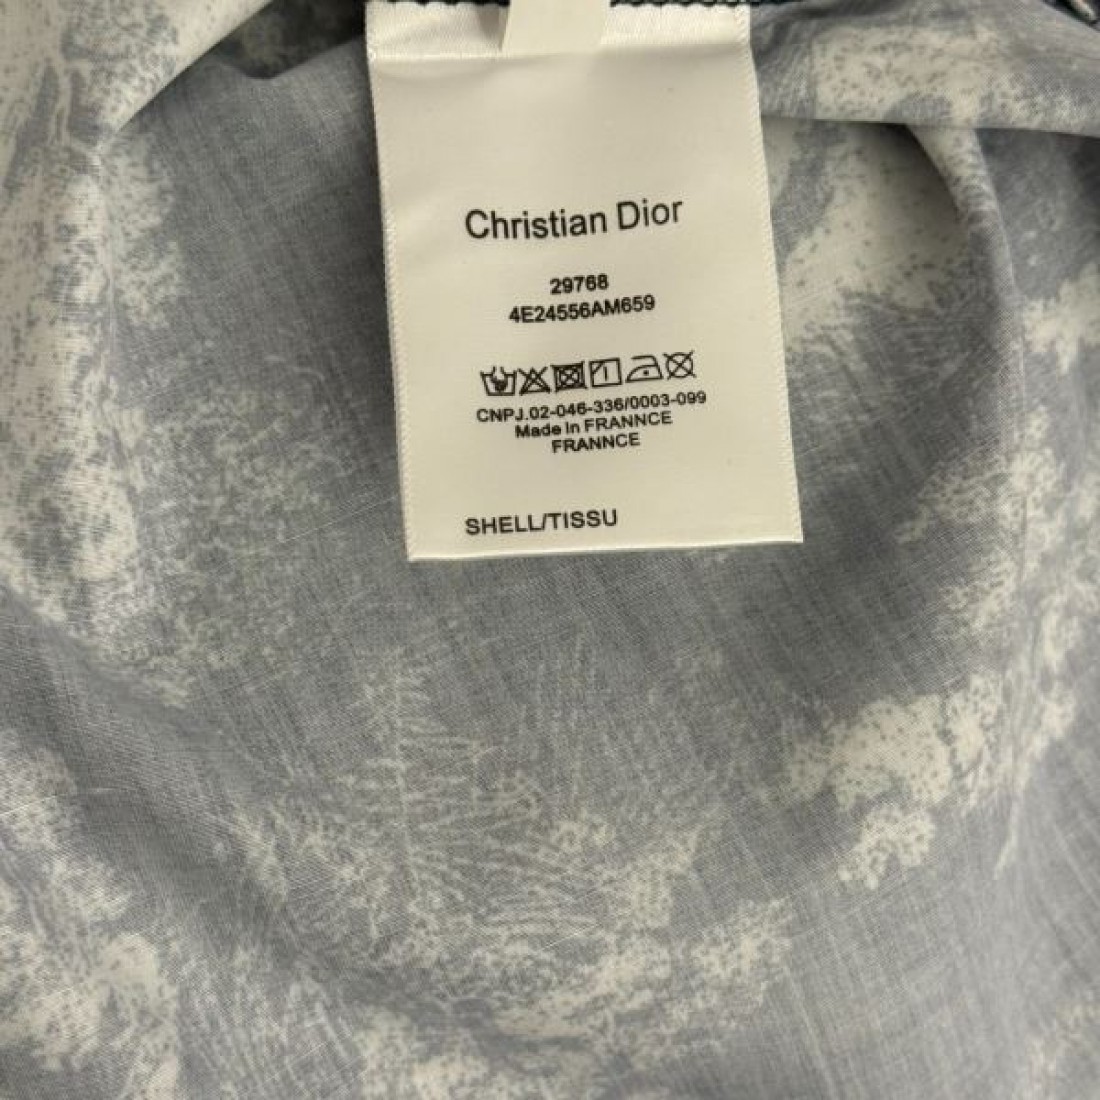 Christian Dior
29768
4E24556AM659
CNPJ.02-046-336/0003-099
Made In FRANNCE
FRANNCE
SHELL/TISSU